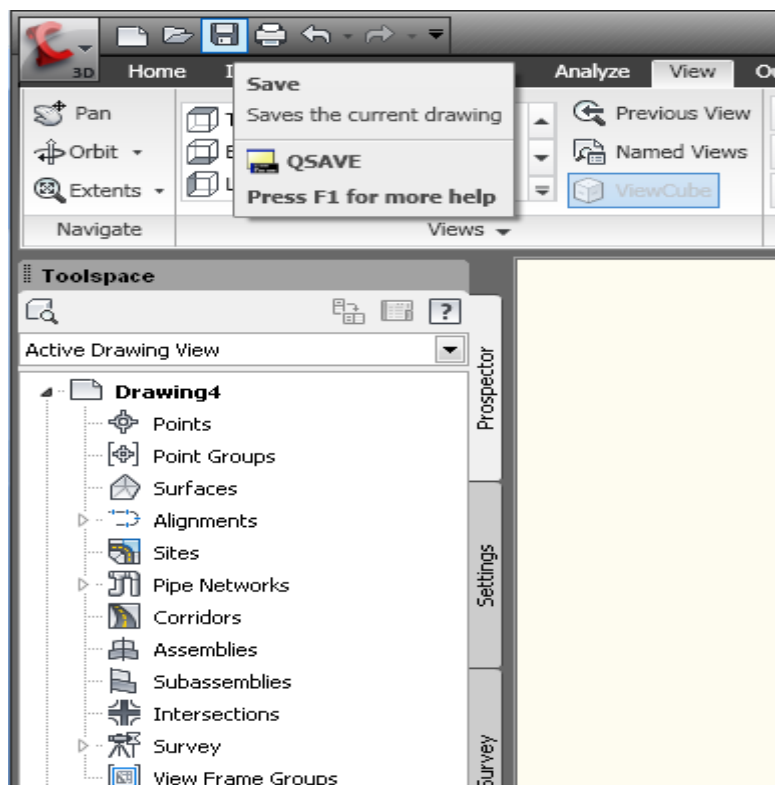 3D
Home
I
Analyze
View
Save
Saves the current drawing
QSAVE
Press F1 for more help
Pan
Orbit
Extents
Navigate
T
L
Views
Previous View
Named Views
ViewCube
Toolspace
Active Drawing View
Drawing4
Points
Point Groups
Surfaces
Alignments
Sites
Pipe Networks
Corridors
Assemblies
Subassemblies
Intersections
Survey
View Frame Groups
Prospector
Settings
Survey